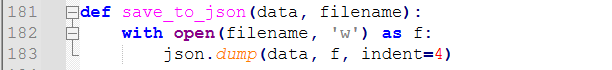 181 def save_to_json(data, filename):
182     with open(filename, 'w') as f:
183         json.dump(data, f, indent=4)